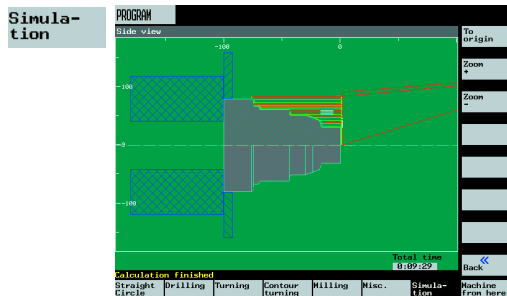 Simula-
tion
PROGRAM
Side view
To
origin
-100
0
Zoom
+
Zoom
-
100
0
-100
Total time
0:09:29
Back
Calculation finished
Straight
Circle
Drilling
Turning
Contour
turning
Milling
Misc.
Simula-
tion
Machine
from here